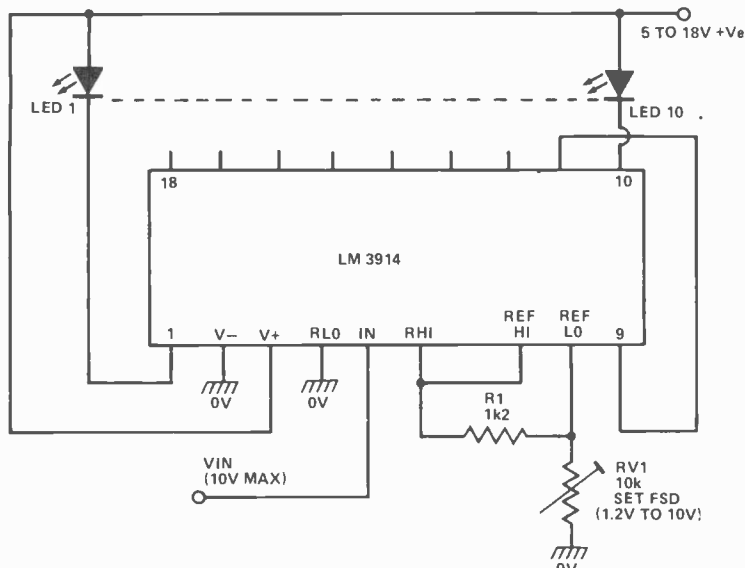 5 TO 18V +Ve
LED 1
LED 10
18
10
LM 3914
1
V–
V+
RLO
IN
RHI
REF
HI
REF
LO
9
0V
0V
R1
1k2
VIN
(10V MAX)
RV1
10k
SET FSD
(1.2V TO 10V)
0V